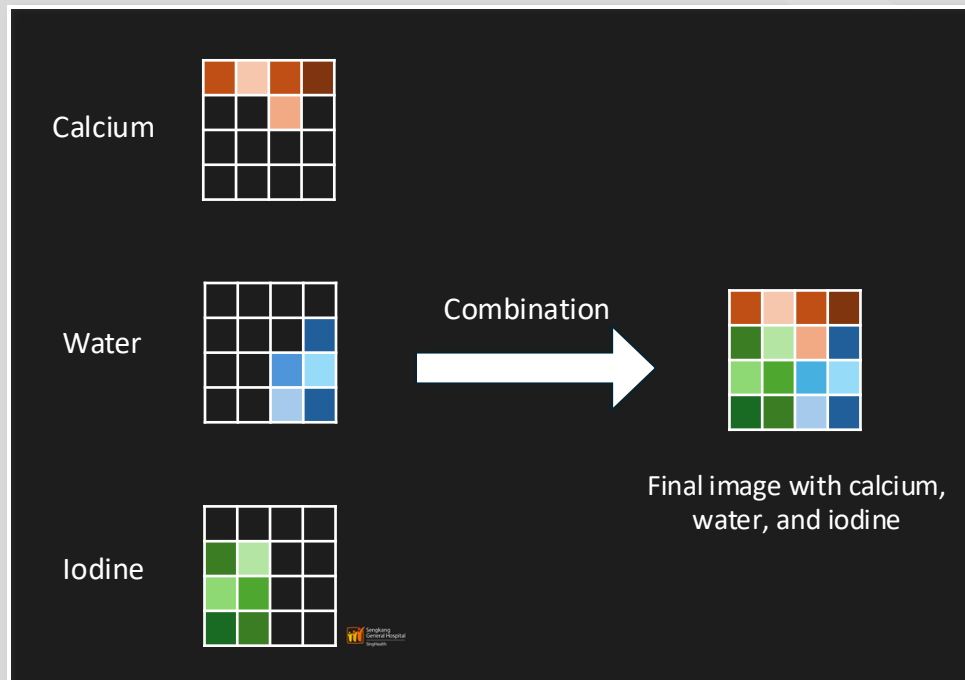 Calcium
Water
Combination
Final image with calcium,
water, and iodine
Iodine
Sengkang
General Hospital
SingHealth